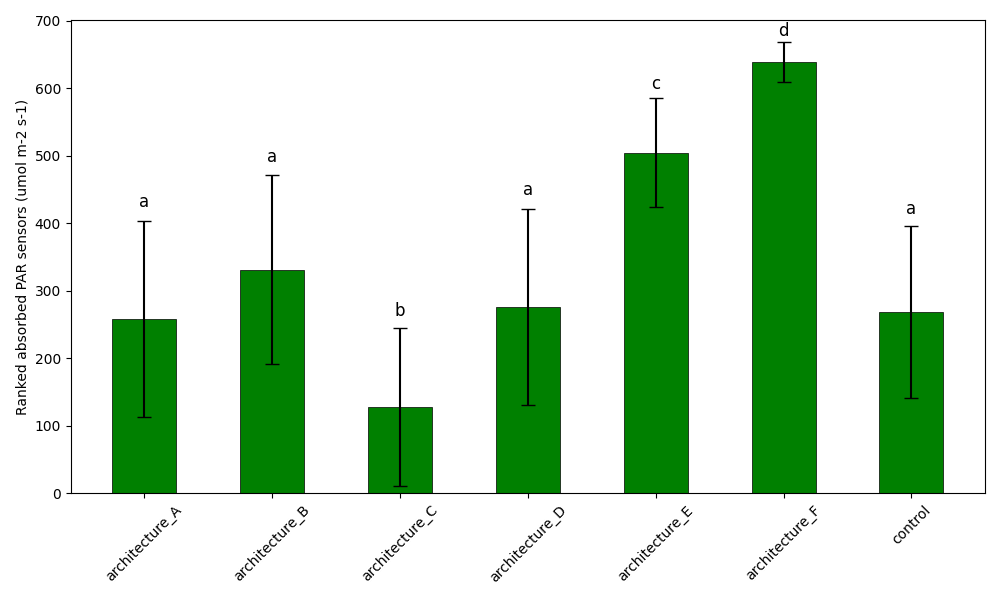 Ranked absorbed PAR sensors (umol m-2 s-1)
700
600
500
400
300
200
100
0
a
a
b
a
c
d
a
architecture_A
architecture_B
architecture_C
architecture_D
architecture_E
architecture_F
control